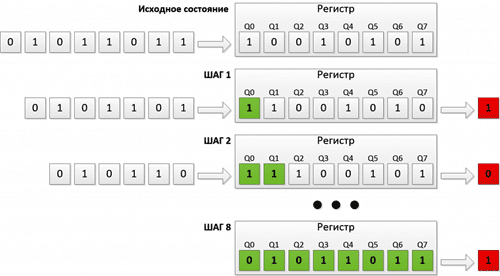 Исходное состояние Регистр
Q0 Q1 Q2 Q3 Q4 Q5 Q6 Q7
0 1 0 1 1 0 1 1 1 0 0 1 0 1 0 1
ШАГ 1 Регистр
Q0 Q1 Q2 Q3 Q4 Q5 Q6 Q7
0 1 0 1 1 0 1 1 1 0 0 1 0 1 0 1
ШАГ 2 Регистр
Q0 Q1 Q2 Q3 Q4 Q5 Q6 Q7
0 1 0 1 1 0 1 1 1 0 0 1 0 1 0
ШАГ 8 Регистр
Q0 Q1 Q2 Q3 Q4 Q5 Q6 Q7
0 1 0 1 1 0 1 1 1